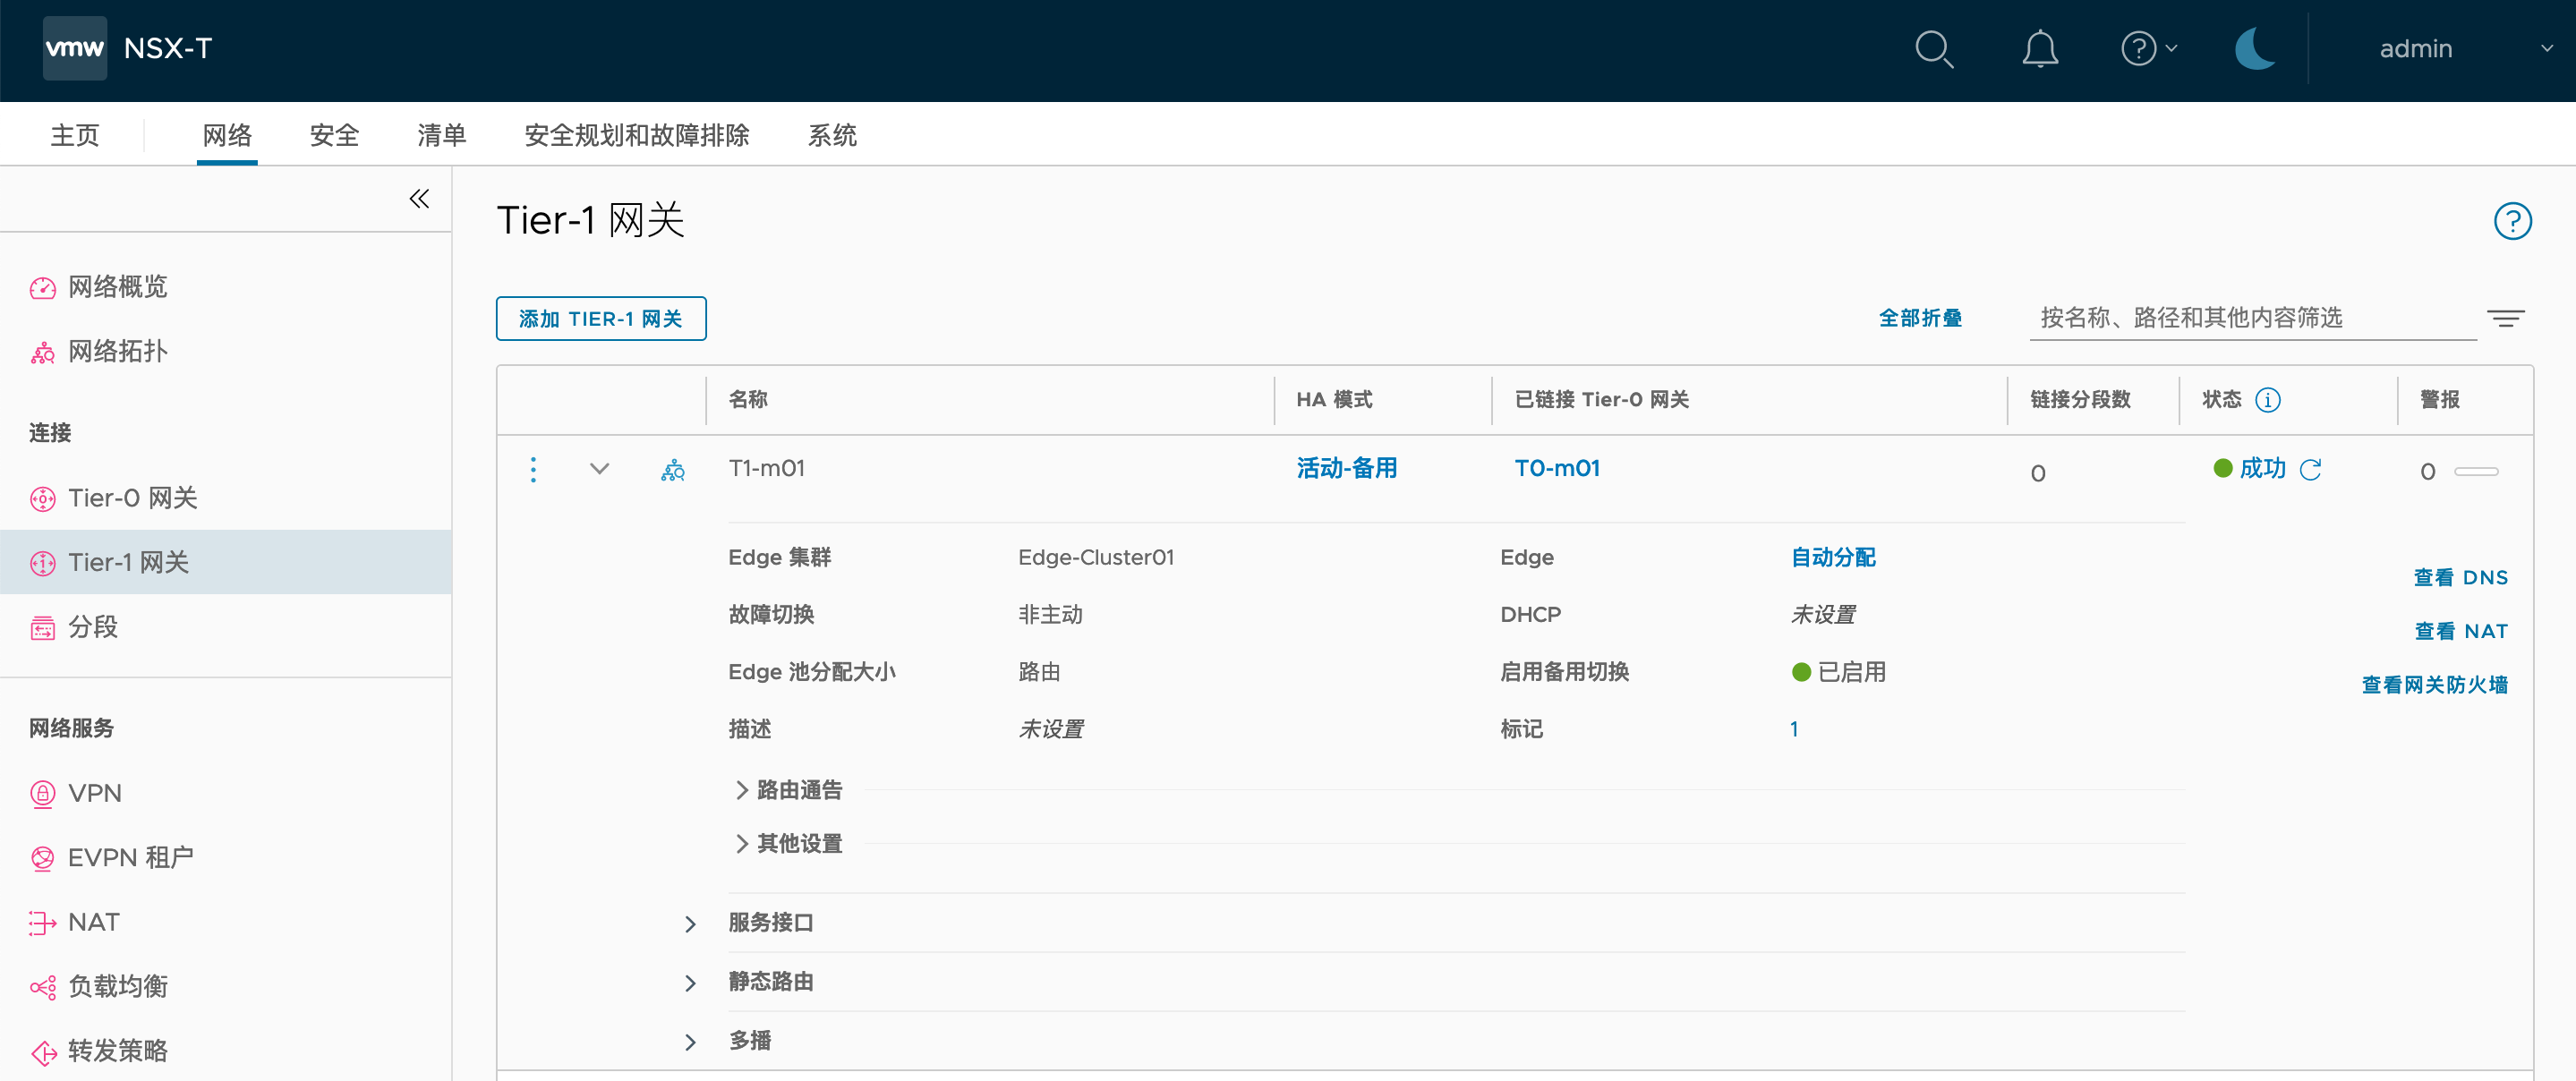 vmw NSX-T admin
主页 网络 安全 清单 安全规划和故障排除 系统
网络概览
网络拓扑
连接
Tier-0 网关
Tier-1 网关
分段
网络服务
VPN
EVPN 租户
NAT
负载均衡
转发策略
Tier-1 网关
添加 TIER-1 网关 全部折叠 按名称、路径和其他内容筛选
名称 HA 模式 已链接 Tier-0 网关 链接分段数 状态 警报
T1-m01 活动-备用 T0-m01 0 成功 0
Edge 集群 Edge-Cluster01 Edge 自动分配
查看 DNS
故障切换 非主动 DHCP 未设置
查看 NAT
Edge 池分配大小 路由 启用备用切换 已启用
查看网关防火墙
描述 未设置 标记 1
路由通告
其他设置
服务接口
静态路由
多播